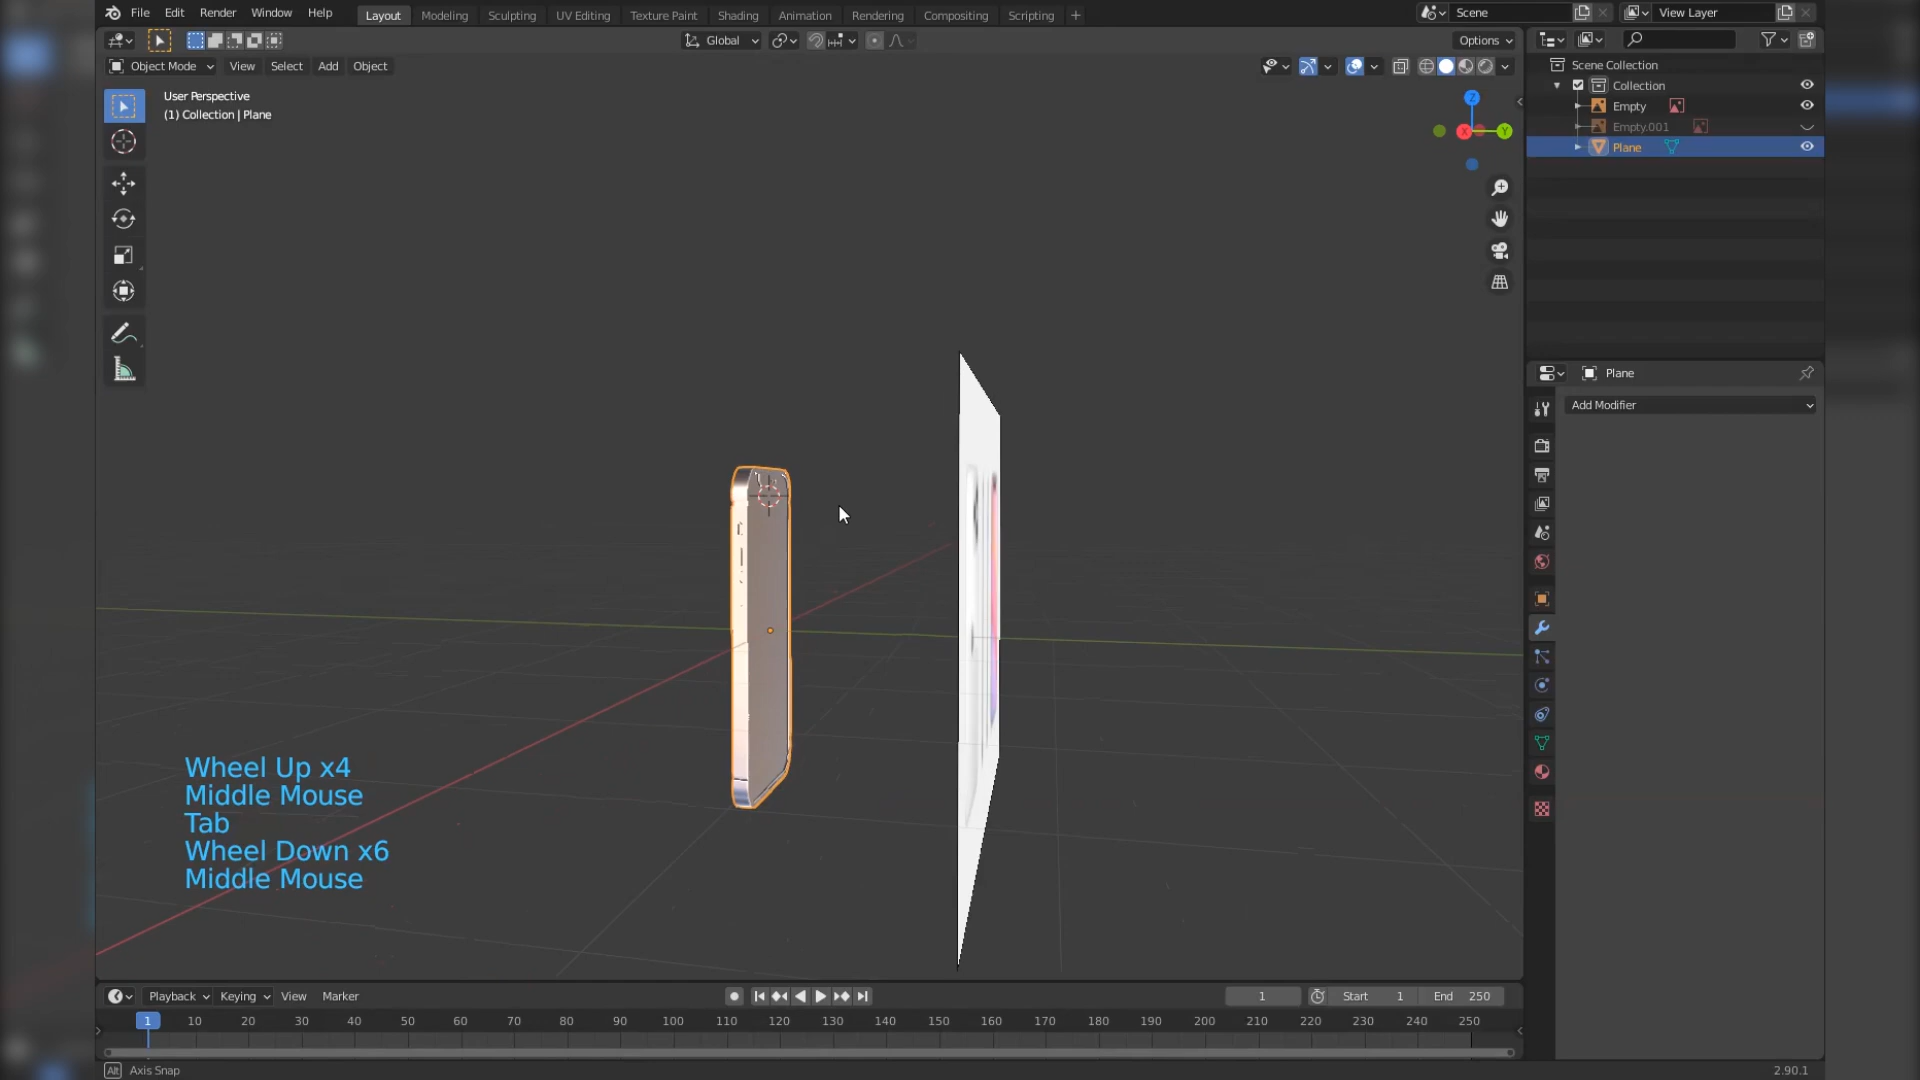 File Edit Render Window Help Layout Modeling Sculpting UV Editing Texture Paint Shading Animation Rendering Compositing Scripting + Scene View Layer
Global Options
Object Mode View Select Add Object
User Perspective
(1) Collection | Plane
Z
X
Y
Scene Collection
Collection
Empty
Empty.001
Plane
Plane
Add Modifier
Wheel Up x4
Middle Mouse
Tab
Wheel Down x6
Middle Mouse
Playback Keying View Marker 1 Start 1 End 250
1 10 20 30 40 50 60 70 80 90 100 110 120 130 140 150 160 170 180 190 200 210 220 230 240 250
Alt Axis Snap 2.90.1